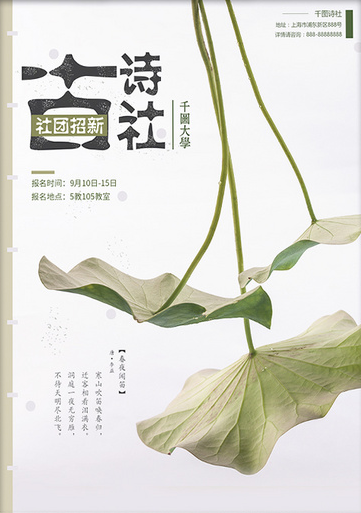 千图诗社
地址：上海市浦东新区888号
详情请咨询：888-88888888
古诗社
社团招新
千圖大學
报名时间：9月10日-15日
报名地点：5教105教室
【春夜闻笛】
唐•李益
寒山吹笛唤春归，
迁客相看泪满衣。
洞庭一夜无穷雁，
不待天明尽北飞。